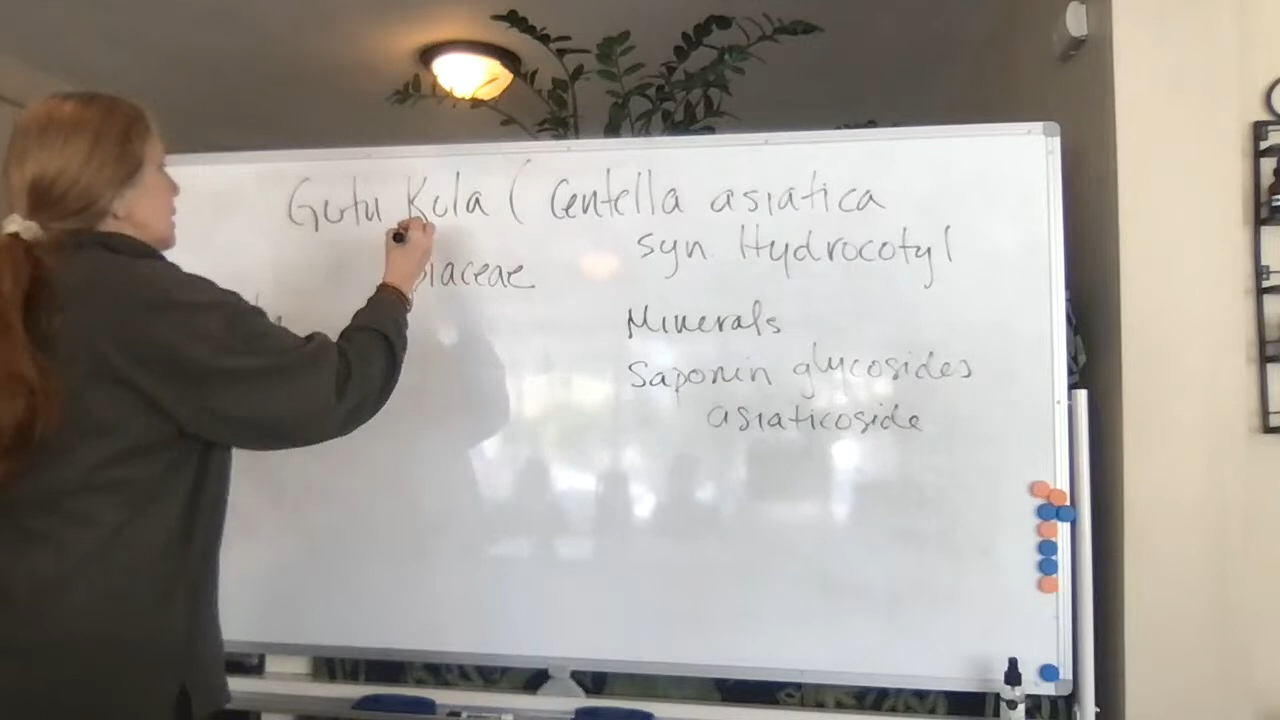 Gotu Kola ( Centella asiatica
syn. Hydrocotyl
iaceae
Minerals
Saponin glycosides
asiaticoside